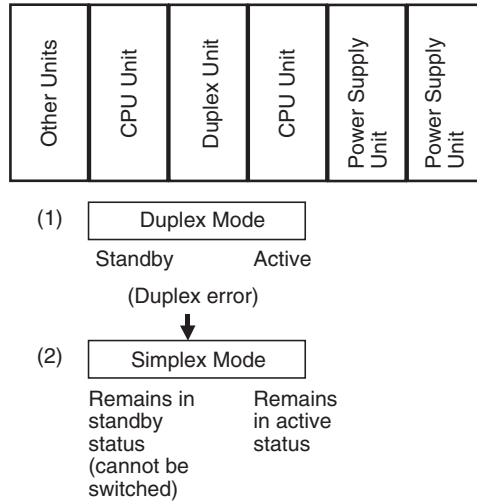 Other Units
CPU Unit
Duplex Unit
CPU Unit
Power Supply
Unit
Power Supply
Unit
(1)
Duplex Mode
Standby
Active
(Duplex error)
(2)
Simplex Mode
Remains in
standby
status
(cannot be
switched)
Remains
in active
status